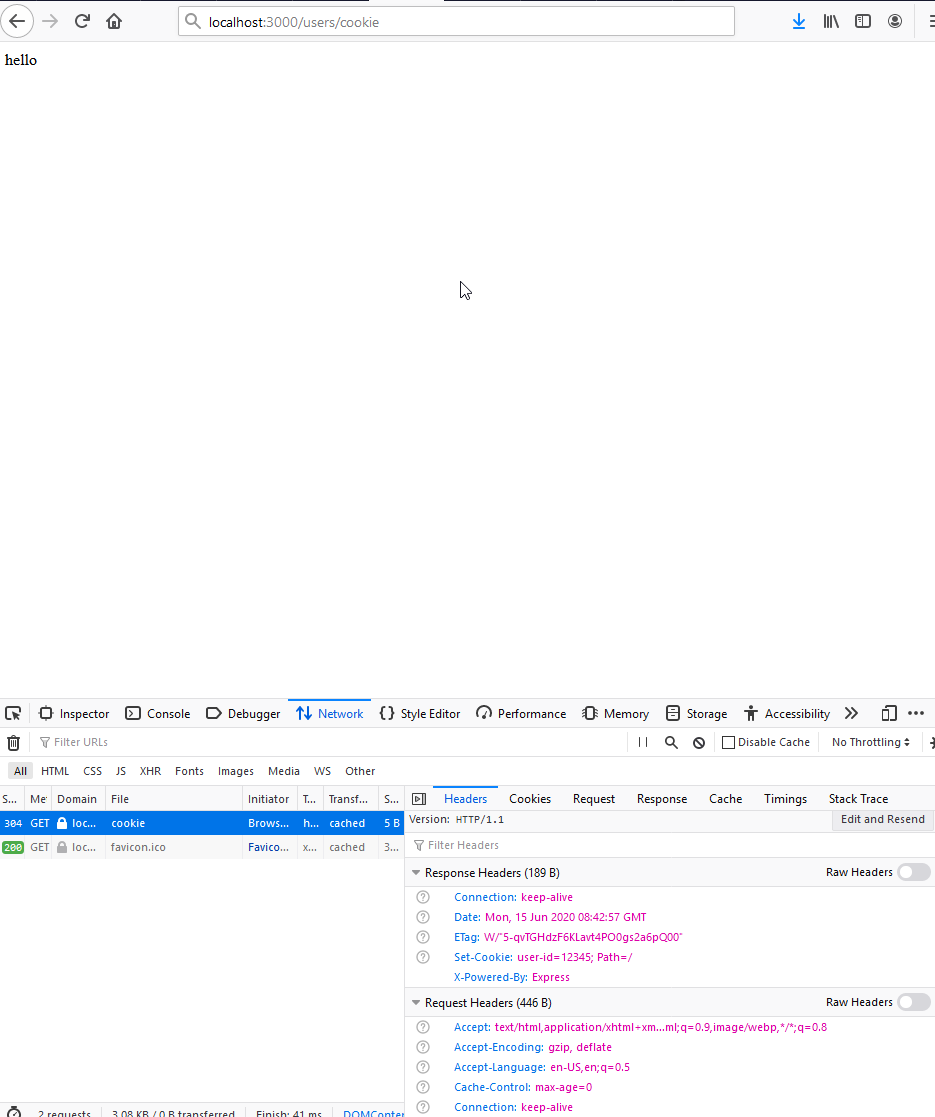 localhost:3000/users/cookie
hello
Inspector Console Debugger Network Style Editor Performance Memory Storage Accessibility
Filter URLs Disable Cache No Throttling
All HTML CSS JS XHR Fonts Images Media WS Other
S... Me Domain File Initiator T... Transf... S... Headers Cookies Request Response Cache Timings Stack Trace
304 GET loc... cookie Brows... h... cached 5 B Version: HTTP/1.1 Edit and Resend
200 GET loc... favicon.ico Favico... x... cached 3... Filter Headers
Response Headers (189 B) Raw Headers
Connection: keep-alive
Date: Mon, 15 Jun 2020 08:42:57 GMT
ETag: W/"5-qvTGHdzF6KLavt4PO0gs2a6pQ00"
Set-Cookie: user-id=12345; Path=/
X-Powered-By: Express
Request Headers (446 B) Raw Headers
Accept: text/html,application/xhtml+xm...ml;q=0.9,image/webp,*/*;q=0.8
Accept-Encoding: gzip, deflate
Accept-Language: en-US,en;q=0.5
Cache-Control: max-age=0
Connection: keep-alive
2 requests 3.08 KB / 0 B transferred Finish: 41 ms DOMConter